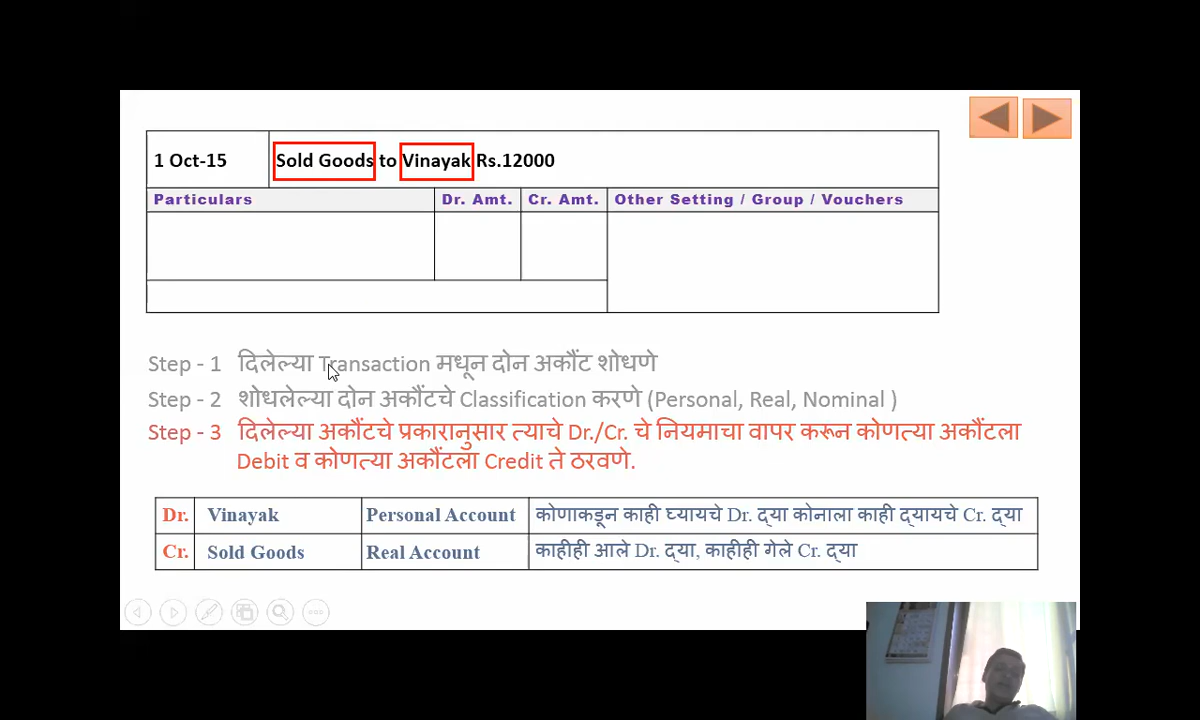 1 Oct-15 Sold Goods to Vinayak Rs.12000
Particulars Dr. Amt. Cr. Amt. Other Setting / Group / Vouchers
Step - 1 दिलेल्या Transaction मधून दोन अकौंट शोधणे
Step - 2 शोधलेल्या दोन अकौंटचे Classification करणे (Personal, Real, Nominal )
Step - 3 दिलेल्या अकौंटचे प्रकारानुसार त्याचे Dr./Cr. चे नियमाचा वापर करून कोणत्या अकौंटला
Debit व कोणत्या अकौंटला Credit ते ठरवणे.
Dr. Vinayak Personal Account कोणाकडून काही घ्यायचे Dr. द्या कोनाला काही द्यायचे Cr. द्या
Cr. Sold Goods Real Account काहीही आले Dr. द्या, काहीही गेले Cr. द्या